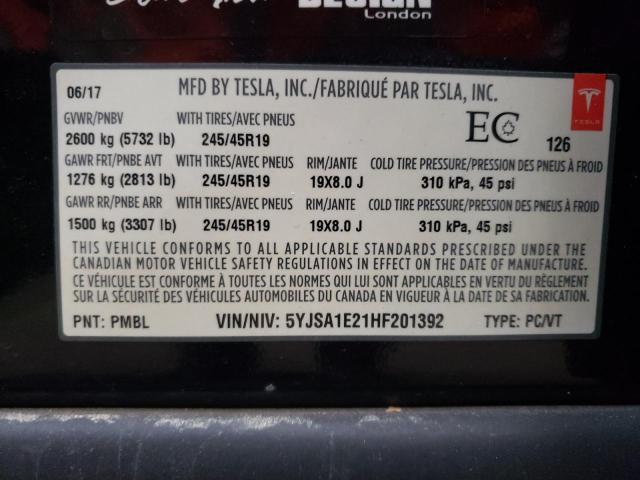 DESIGN
London
06/17 MFD BY TESLA, INC./FABRIQUÉ PAR TESLA, INC.
TESLA
GVWR/PNBV WITH TIRES/AVEC PNEUS
2600 kg (5732 lb) 245/45R19 EC 126
GAWR FRT/PNBE AVT WITH TIRES/AVEC PNEUS RIM/JANTE COLD TIRE PRESSURE/PRESSION DES PNEUS À FROID
1276 kg (2813 lb) 245/45R19 19X8.0 J 310 kPa, 45 psi
GAWR RR/PNBE ARR WITH TIRES/AVEC PNEUS RIM/JANTE COLD TIRE PRESSURE/PRESSION DES PNEUS À FROID
1500 kg (3307 lb) 245/45R19 19X8.0 J 310 kPa, 45 psi
THIS VEHICLE CONFORMS TO ALL APPLICABLE STANDARDS PRESCRIBED UNDER THE
CANADIAN MOTOR VEHICLE SAFETY REGULATIONS IN EFFECT ON THE DATE OF MANUFACTURE.
CE VÉHICULE EST CONFORME À TOUTES LES NORMES QUI LUI SONT APPLICABLES EN VERTU DU RÈGLEMENT
SUR LA SÉCURITÉ DES VÉHICULES AUTOMOBILES DU CANADA EN VIGUEUR À LA DATE DE SA FABRICATION.
PNT: PMBL VIN/NIV: 5YJSA1E21HF201392 TYPE: PC/VT